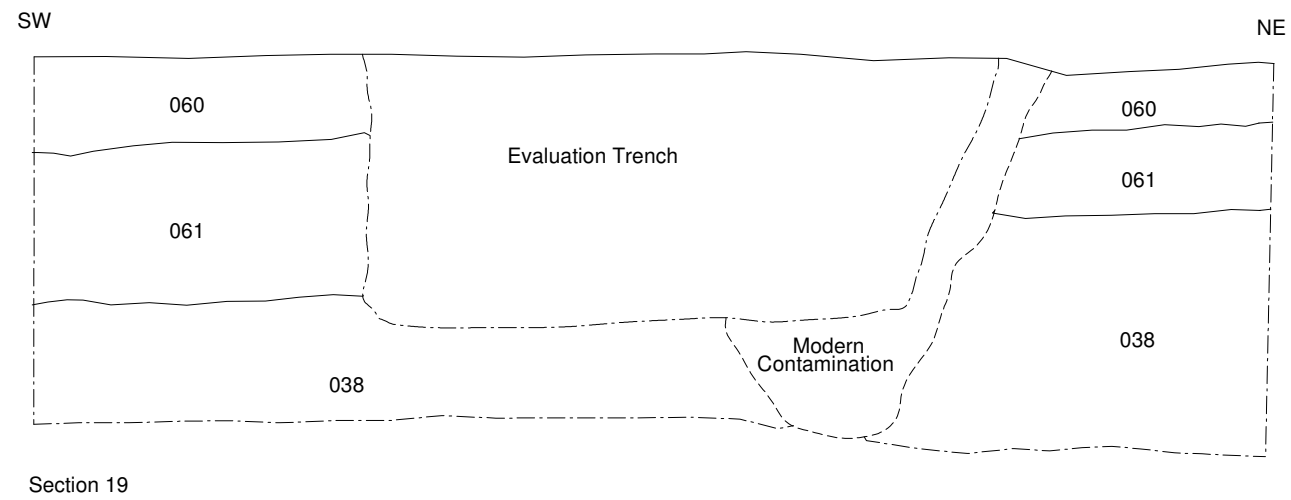 SW
NE
060
060
Evaluation Trench
061
061
038
Modern
Contamination
038
Section 19